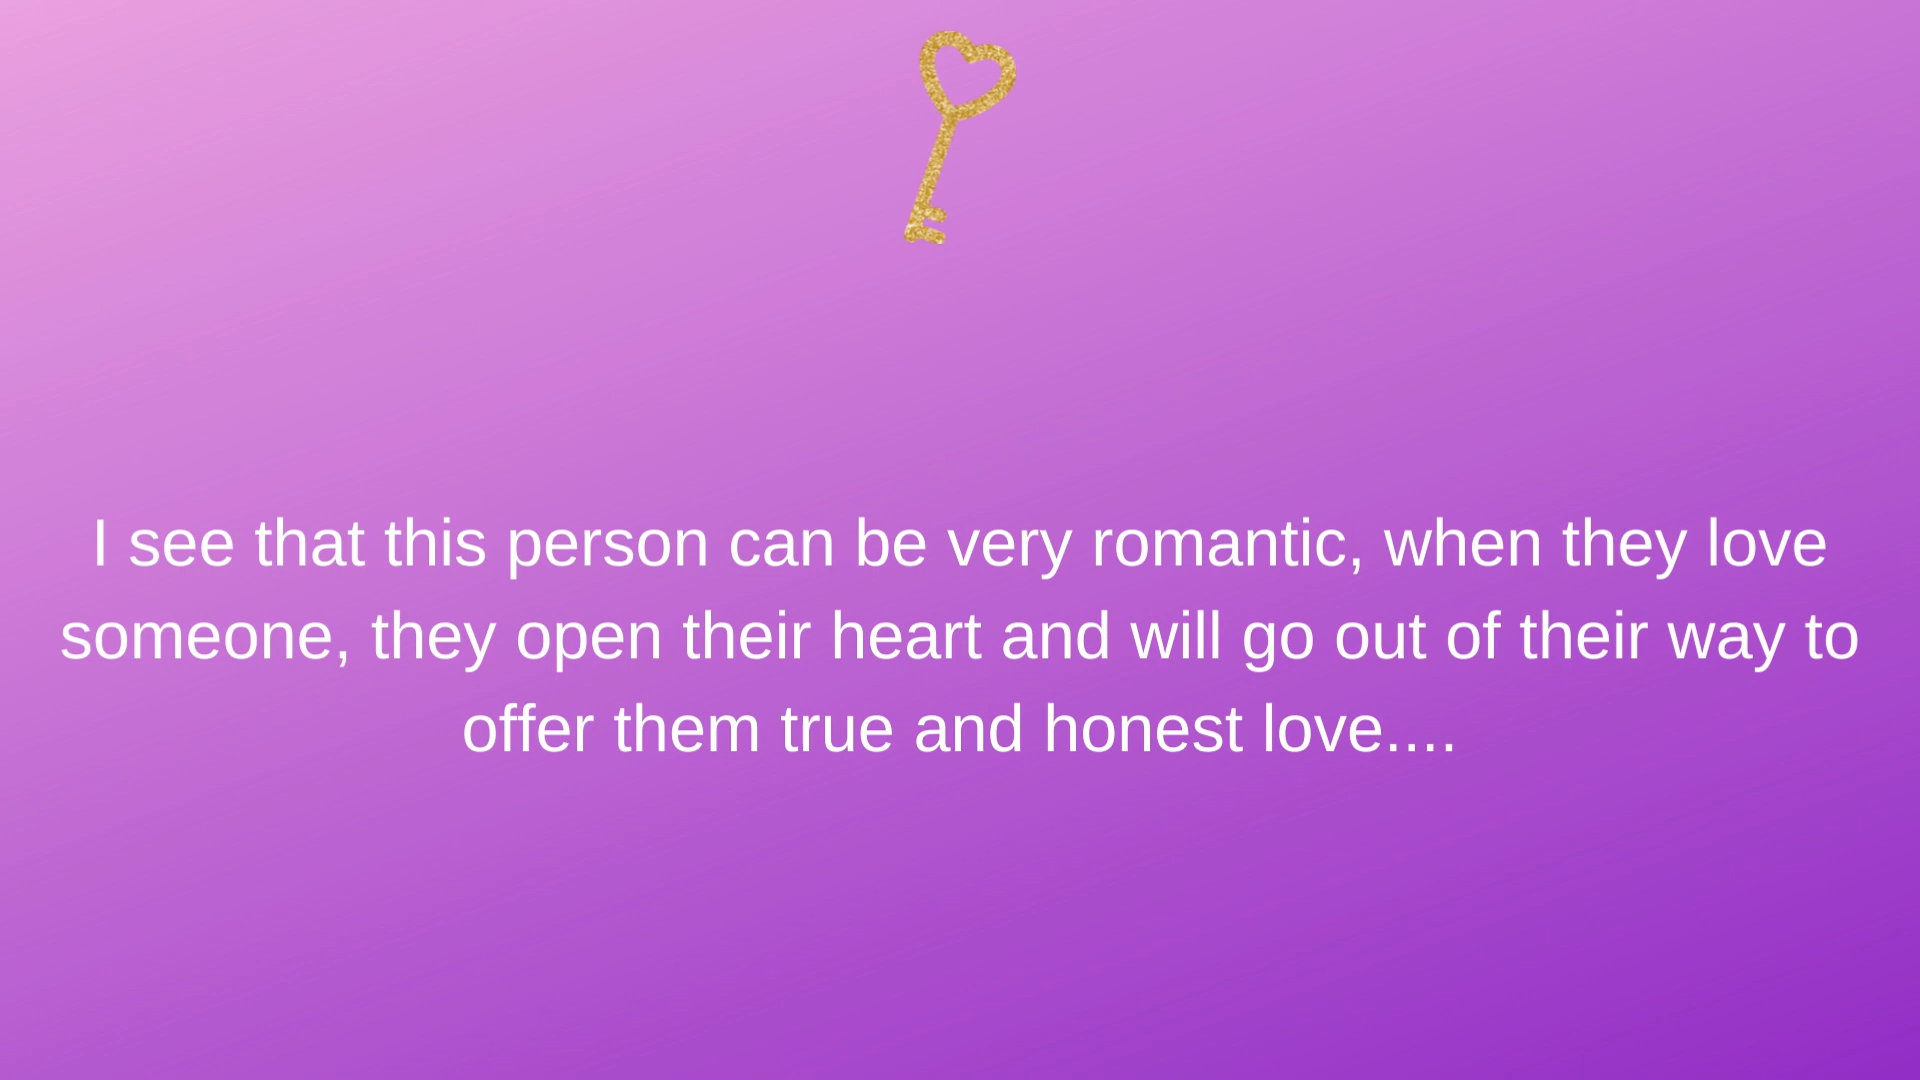 I see that this person can be very romantic, when they love
someone, they open their heart and will go out of their way to
offer them true and honest love....